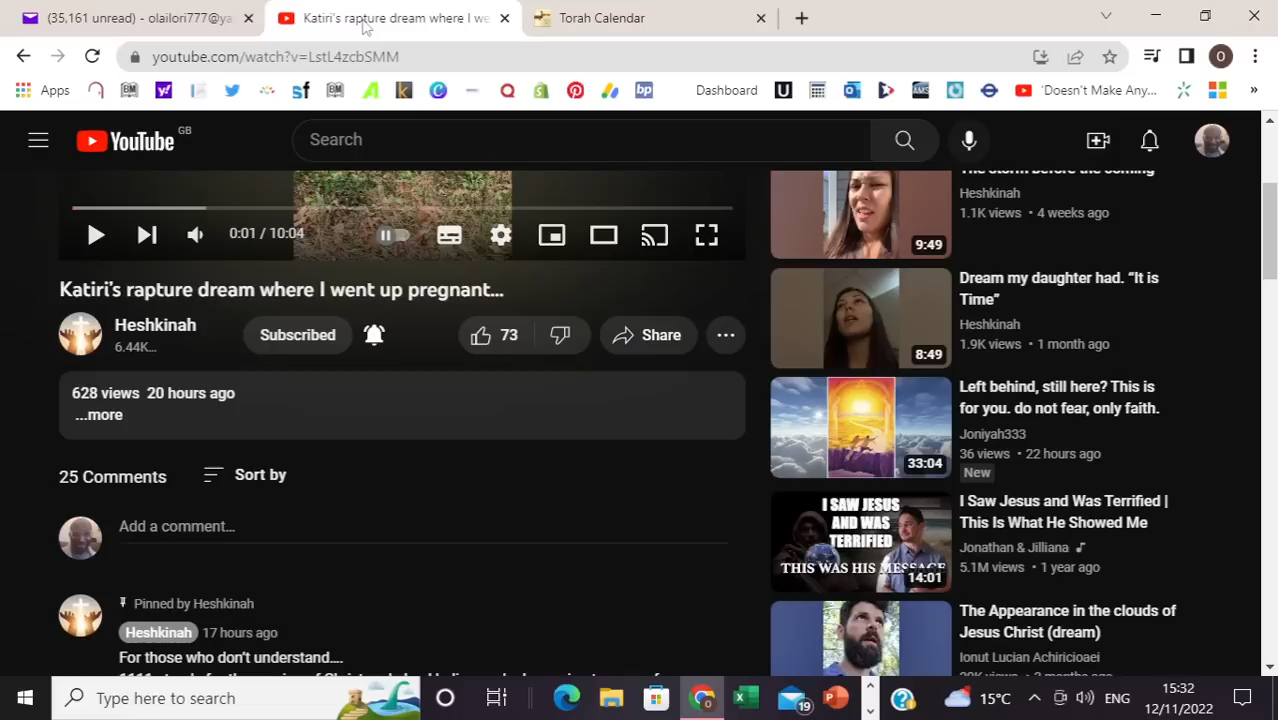 (35,161 unread) - olailori777@ya
Katiri's rapture dream where I we
Torah Calendar
youtube.com/watch?v=LstL4zcbSMM
O
Apps
Dashboard
'Doesn't Make Any...
YouTube GB
Search
0:01 / 10:04
Katiri's rapture dream where I went up pregnant...
Heshkinah
6.44K...
Subscribed
73
Share
628 views 20 hours ago
...more
25 Comments
Sort by
Add a comment...
Pinned by Heshkinah
Heshkinah 17 hours ago
For those who don't understand....
The Storm before the coming
Heshkinah
1.1K views • 4 weeks ago
9:49
Dream my daughter had. “It is
Time”
Heshkinah
1.9K views • 1 month ago
8:49
Left behind, still here? This is
for you. do not fear, only faith.
Joniyah333
36 views • 22 hours ago
New
33:04
I SAW JESUS
AND WAS
TERRIFIED
THIS WAS HIS MESSAGE
14:01
I Saw Jesus and Was Terrified |
This Is What He Showed Me
Jonathan & Jilliana
5.1M views • 1 year ago
The Appearance in the clouds of
Jesus Christ (dream)
Ionut Lucian Achiricioaei
Type here to search
19
15°C
ENG
15:32
12/11/2022